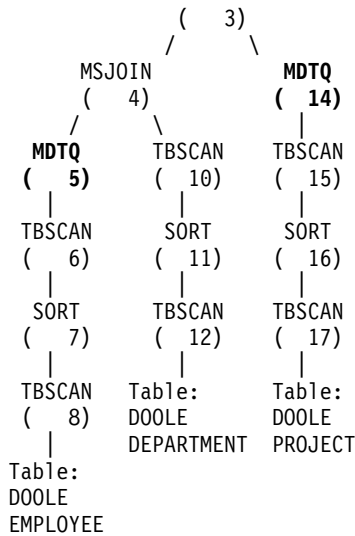 (   3)
/         \
MSJOIN               MDTQ
(   4)              (  14)
/       \              |
MDTQ      TBSCAN    TBSCAN
(   5)    (  10)    (  15)
|         |         |
TBSCAN     SORT      SORT
(   6)    (  11)    (  16)
|         |         |
SORT     TBSCAN    TBSCAN
(   7)    (  12)    (  17)
|         |         |
TBSCAN   Table:    Table:
(   8)   DOOLE     DOOLE
|      DEPARTMENT  PROJECT
Table:
DOOLE
EMPLOYEE